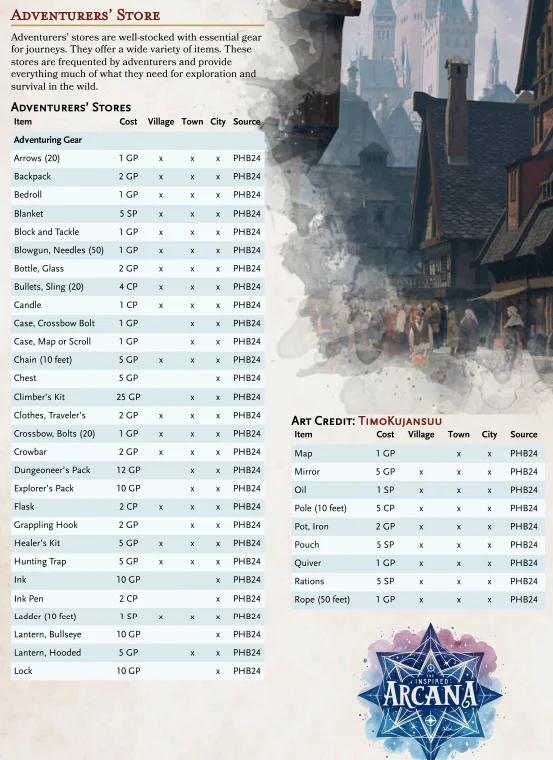 Adventurers' Store
Adventurers' stores are well-stocked with essential gear
for journeys. They offer a wide variety of items. These
stores are frequented by adventurers and provide
everything much of what they need for exploration and
survival in the wild.
Adventurers' Stores
Item Cost Village Town City Source
Adventuring Gear
Arrows (20) 1 GP x x x PHB24
Backpack 2 GP x x x PHB24
Bedroll 1 GP x x x PHB24
Blanket 5 SP x x x PHB24
Block and Tackle 1 GP x x x PHB24
Blowgun, Needles (50) 1 GP x x x PHB24
Bottle, Glass 2 GP x x x PHB24
Bullets, Sling (20) 4 CP x x x PHB24
Candle 1 CP x x x PHB24
Case, Crossbow Bolt 1 GP x x PHB24
Case, Map or Scroll 1 GP x x PHB24
Chain (10 feet) 5 GP x x x PHB24
Chest 5 GP x PHB24
Climber's Kit 25 GP x x PHB24
Clothes, Traveler's 2 GP x x x PHB24
Crossbow, Bolts (20) 1 GP x x x PHB24
Crowbar 2 GP x x x PHB24
Dungeoneer's Pack 12 GP x x PHB24
Explorer's Pack 10 GP x x PHB24
Flask 2 CP x x x PHB24
Grappling Hook 2 GP x x PHB24
Healer's Kit 5 GP x x x PHB24
Hunting Trap 5 GP x x x PHB24
Ink 10 GP x PHB24
Ink Pen 2 CP x PHB24
Ladder (10 feet) 1 SP x x x PHB24
Lantern, Bullseye 10 GP x PHB24
Lantern, Hooded 5 GP x x PHB24
Lock 10 GP x PHB24
Art Credit: TimoKujansuu
Item Cost Village Town City Source
Map 1 GP x x PHB24
Mirror 5 GP x x x PHB24
Oil 1 SP x x x PHB24
Pole (10 feet) 5 CP x x x PHB24
Pot, Iron 2 GP x x x PHB24
Pouch 5 SP x x x PHB24
Quiver 1 GP x x x PHB24
Rations 5 SP x x x PHB24
Rope (50 feet) 1 GP x x x PHB24
THE
INSPIRED
ARCANA